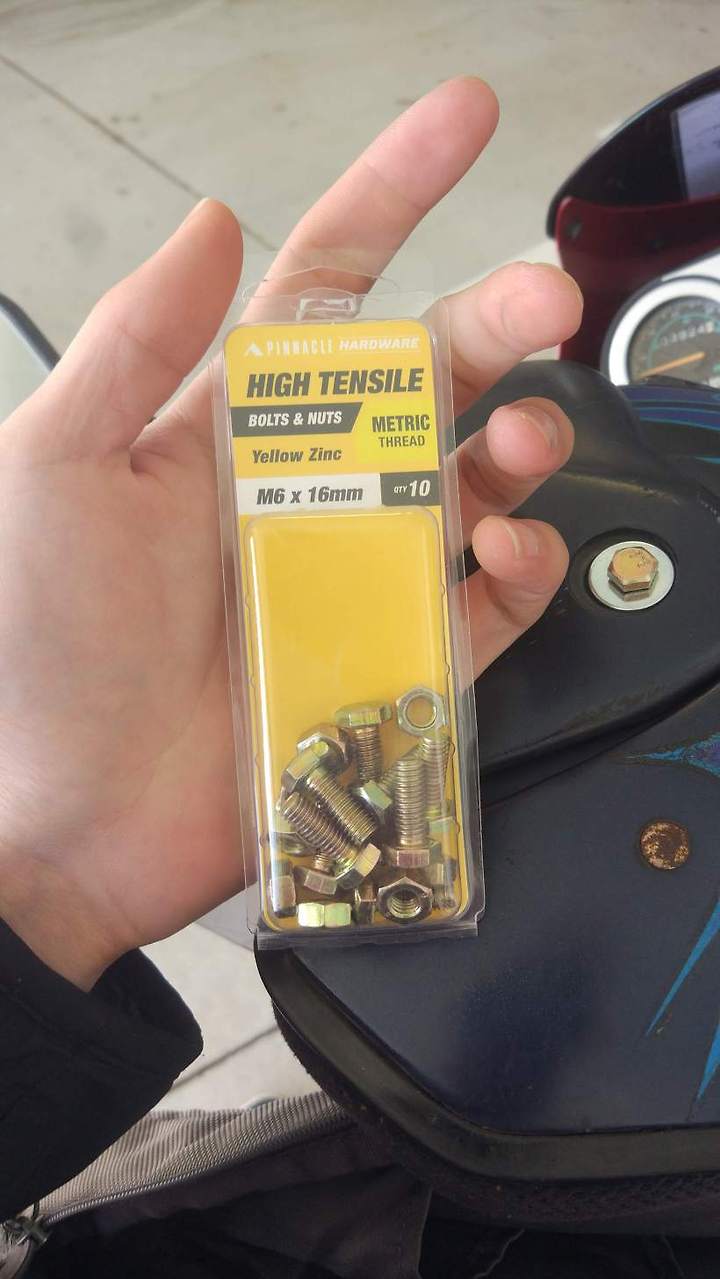 PINNACLE HARDWARE
HIGH TENSILE
BOLTS & NUTS
METRIC
THREAD
Yellow Zinc
M6 x 16mm
QTY 10